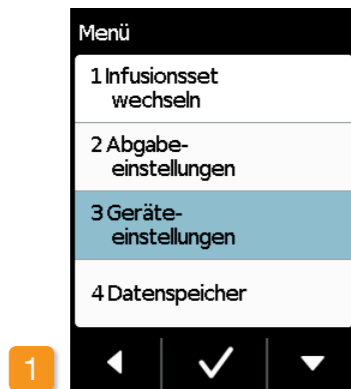 Menü
1 Infusionsset
wechseln
2 Abgabe-
einstellungen
3 Geräte-
einstellungen
4 Datenspeicher
1